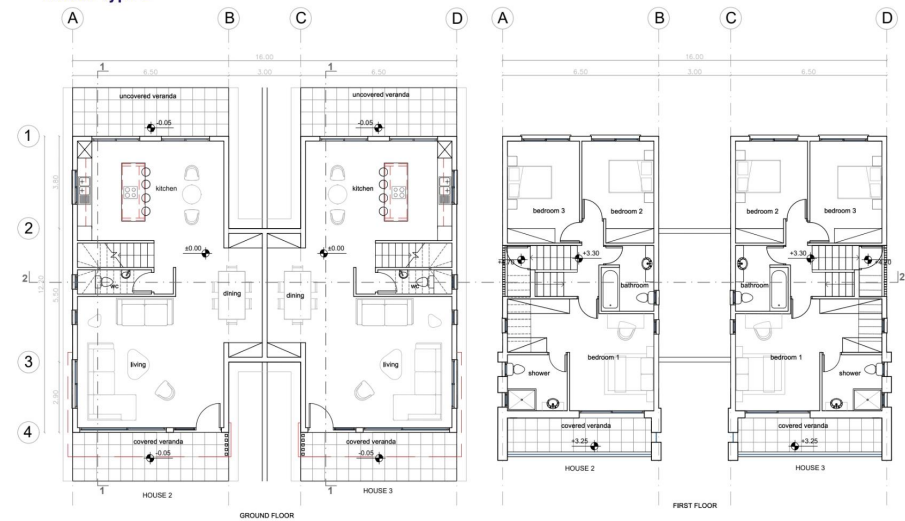 A B C D
A B C D
16.00
16.00
6.50 3.00 6.50
6.50 3.00 6.50
1 1
uncovered veranda
uncovered veranda
-0.05
-0.05
1
3.80
kitchen
kitchen
bedroom 3
bedroom 2
bedroom 2
bedroom 3
2
±0.00
±0.00
+3.30
+3.30
2
2
wc
wc
dining
dining
bathroom
bathroom
living
living
bedroom 1
bedroom 1
3
shower
shower
2.90
4
covered veranda
covered veranda
-0.05
-0.05
covered veranda
covered veranda
+3.25
+3.25
1 1
HOUSE 2
HOUSE 3
HOUSE 2
HOUSE 3
GROUND FLOOR
FIRST FLOOR